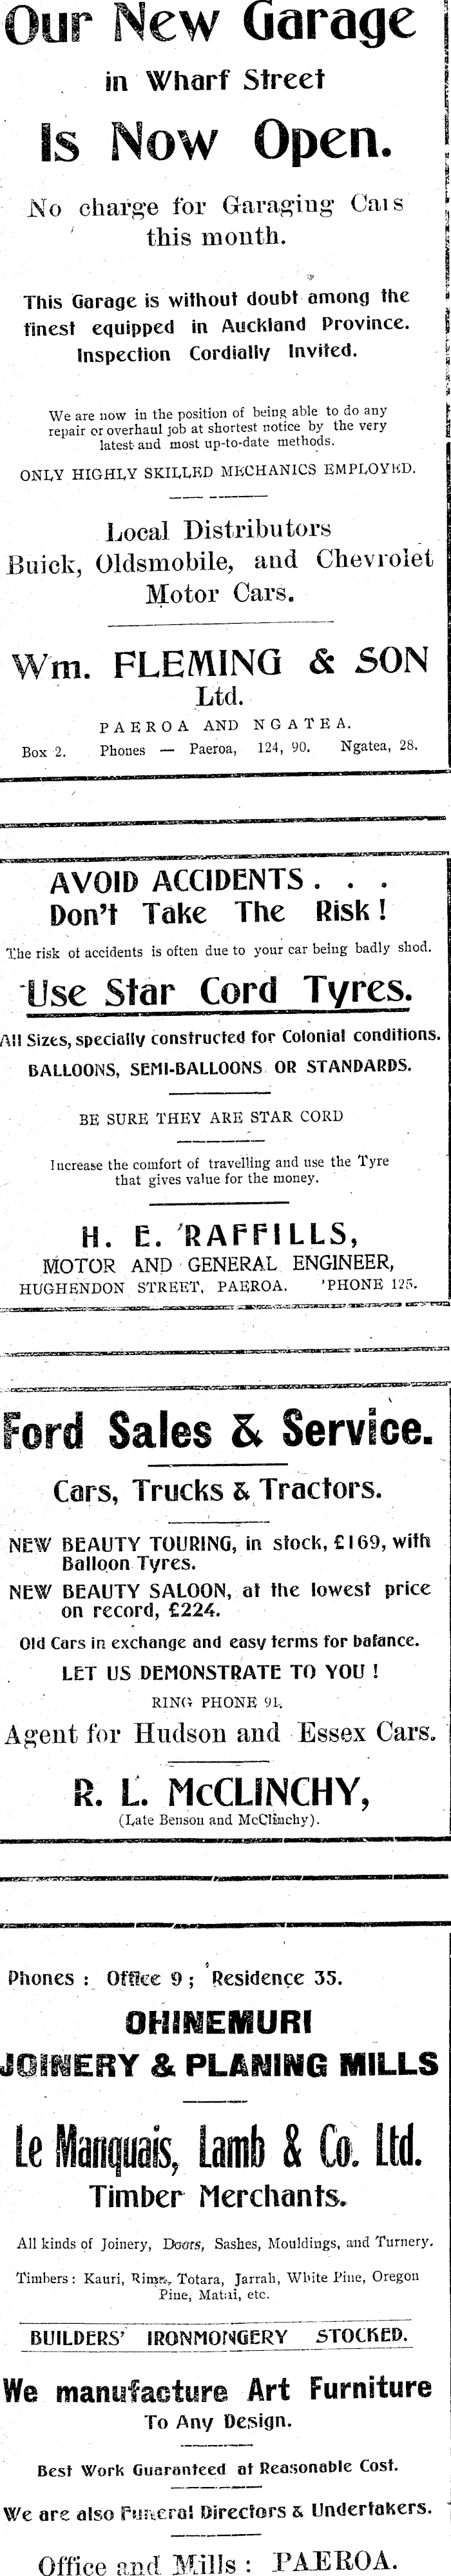 Our New Garage
in Wharf Street
Is Now Open.
No charge for Garaging Cars
this month.
This Garage is without doubt among the
finest equipped in Auckland Province.
Inspection Cordially Invited.
We are now in the position of being able to do any
repair or overhaul job at shortest notice by the very
latest and most up-to-date methods.
ONLY HIGHLY SKILLED MECHANICS EMPLOYED.
Local Distributors
Buick, Oldsmobile, and Chevrolet
Motor Cars.
Wm. FLEMING & SON
Ltd.
PAEROA AND NGATEA.
Box 2. Phones — Paeroa, 124, 90. Ngatea, 28.
AVOID ACCIDENTS . . .
Don't Take The Risk!
The risk of accidents is often due to your car being badly shod.
Use Star Cord Tyres.
All Sizes, specially constructed for Colonial conditions.
BALLOONS, SEMI-BALLOONS OR STANDARDS.
BE SURE THEY ARE STAR CORD
Increase the comfort of travelling and use the Tyre
that gives value for the money.
H. E. RAFFILLS,
MOTOR AND GENERAL ENGINEER,
HUGHENDON STREET, PAEROA. 'PHONE 125.
Ford Sales & Service.
Cars, Trucks & Tractors.
NEW BEAUTY TOURING, in stock, £169, with
Balloon Tyres.
NEW BEAUTY SALOON, at the lowest price
on record, £224.
Old Cars in exchange and easy terms for balance.
LET US DEMONSTRATE TO YOU !
RING PHONE 91.
Agent for Hudson and Essex Cars.
R. L. McCLINCHY,
(Late Benson and McClinchy).
Phones : Office 9 ; Residence 35.
OHINEMURI
JOINERY & PLANING MILLS
Le Manquais, Lamb & Co. Ltd.
Timber Merchants.
All kinds of Joinery, Doors, Sashes, Mouldings, and Turnery.
Timbers : Kauri, Rimu, Totara, Jarrah, White Pine, Oregon
Pine, Matai, etc.
BUILDERS' IRONMONGERY STOCKED.
We manufacture Art Furniture
To Any Design.
Best Work Guaranteed at Reasonable Cost.
We are also Funeral Directors & Undertakers.
Office and Mills : PAEROA.